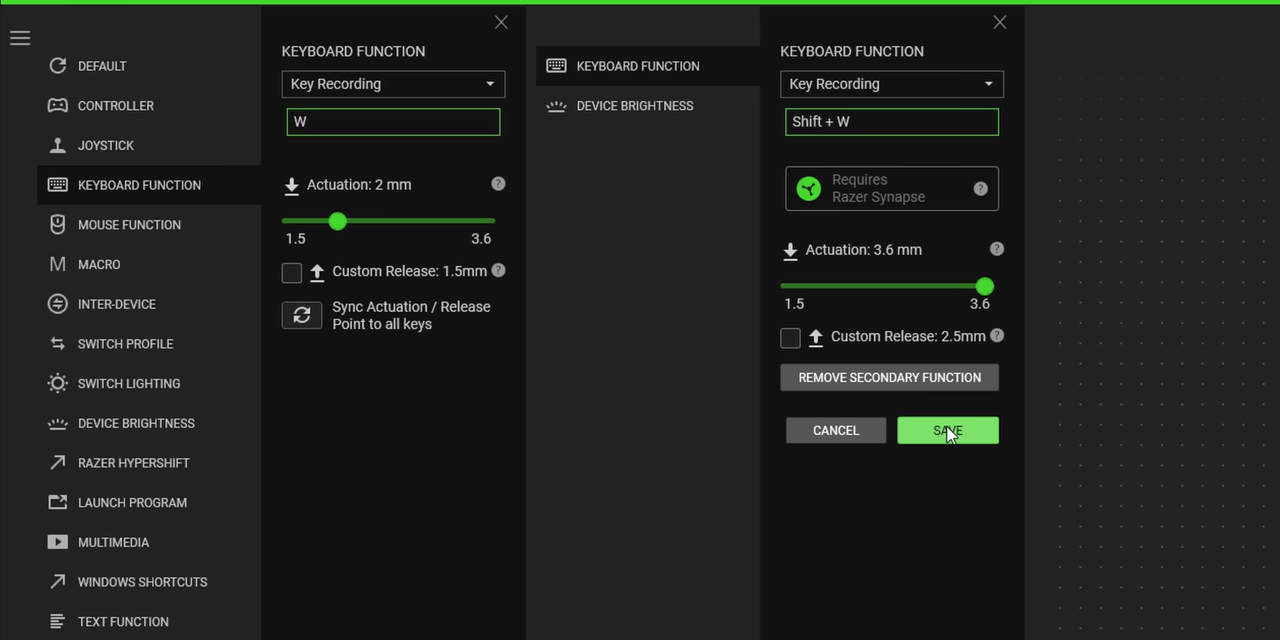 DEFAULT
CONTROLLER
JOYSTICK
KEYBOARD FUNCTION
MOUSE FUNCTION
MACRO
INTER-DEVICE
SWITCH PROFILE
SWITCH LIGHTING
DEVICE BRIGHTNESS
RAZER HYPERSHIFT
LAUNCH PROGRAM
MULTIMEDIA
WINDOWS SHORTCUTS
TEXT FUNCTION
KEYBOARD FUNCTION
Key Recording
W
Actuation: 2 mm
?
1.5 3.6
Custom Release: 1.5mm ?
Sync Actuation / Release
Point to all keys
KEYBOARD FUNCTION
DEVICE BRIGHTNESS
KEYBOARD FUNCTION
Key Recording
Shift + W
Requires
Razer Synapse
?
Actuation: 3.6 mm
?
1.5 3.6
Custom Release: 2.5mm ?
REMOVE SECONDARY FUNCTION
CANCEL SAVE